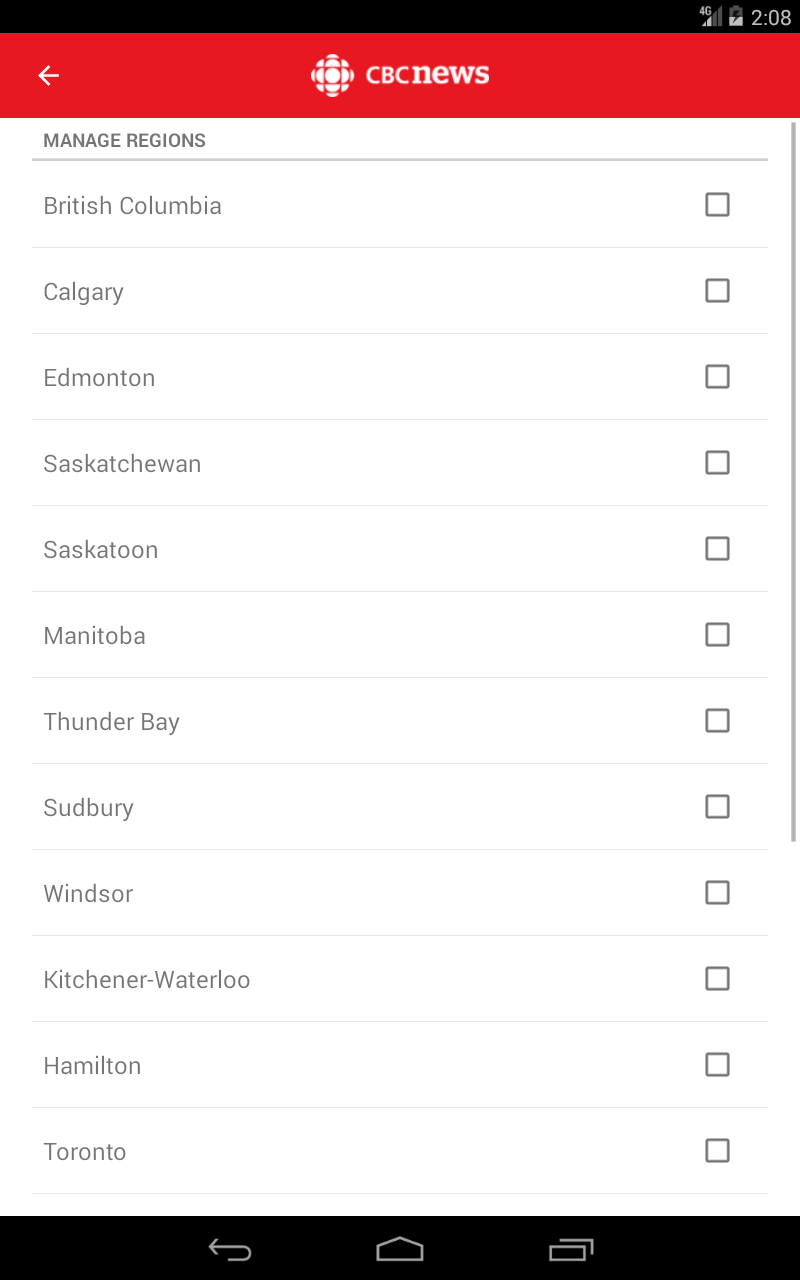 4G
2:08
CBC news
MANAGE REGIONS
British Columbia
Calgary
Edmonton
Saskatchewan
Saskatoon
Manitoba
Thunder Bay
Sudbury
Windsor
Kitchener-Waterloo
Hamilton
Toronto